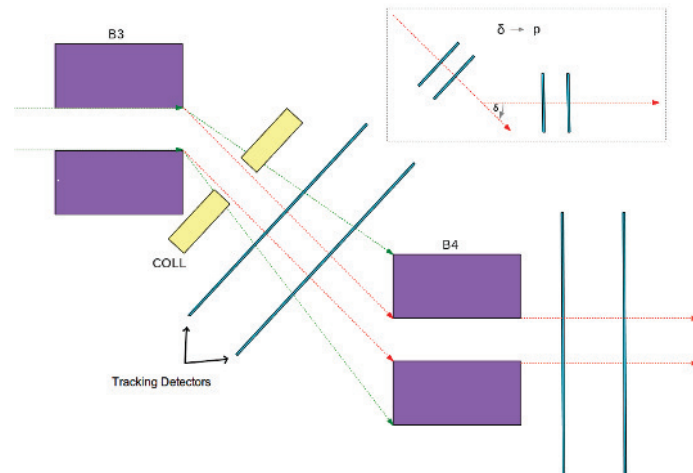 B3
δ → p
δ
COLL
B4
Tracking Detectors